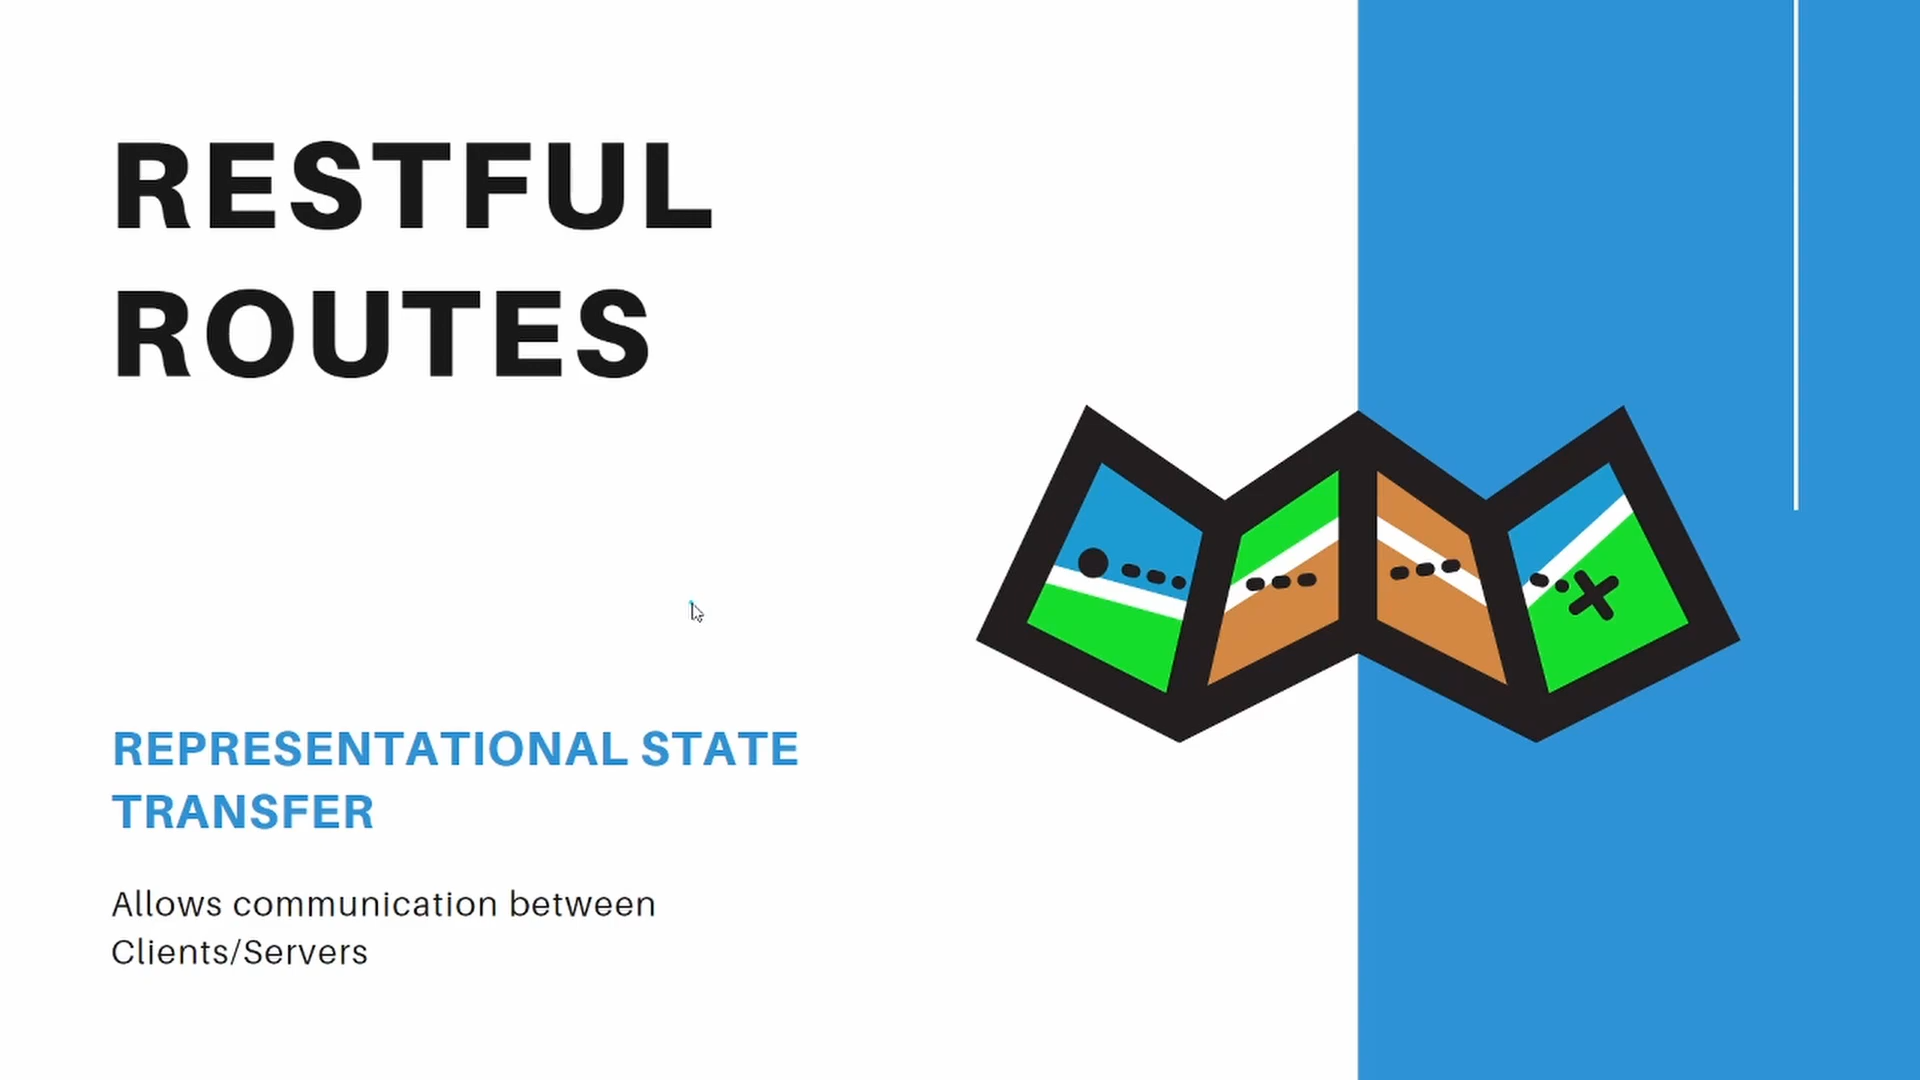 RESTFUL
ROUTES
REPRESENTATIONAL STATE
TRANSFER
Allows communication between
Clients/Servers